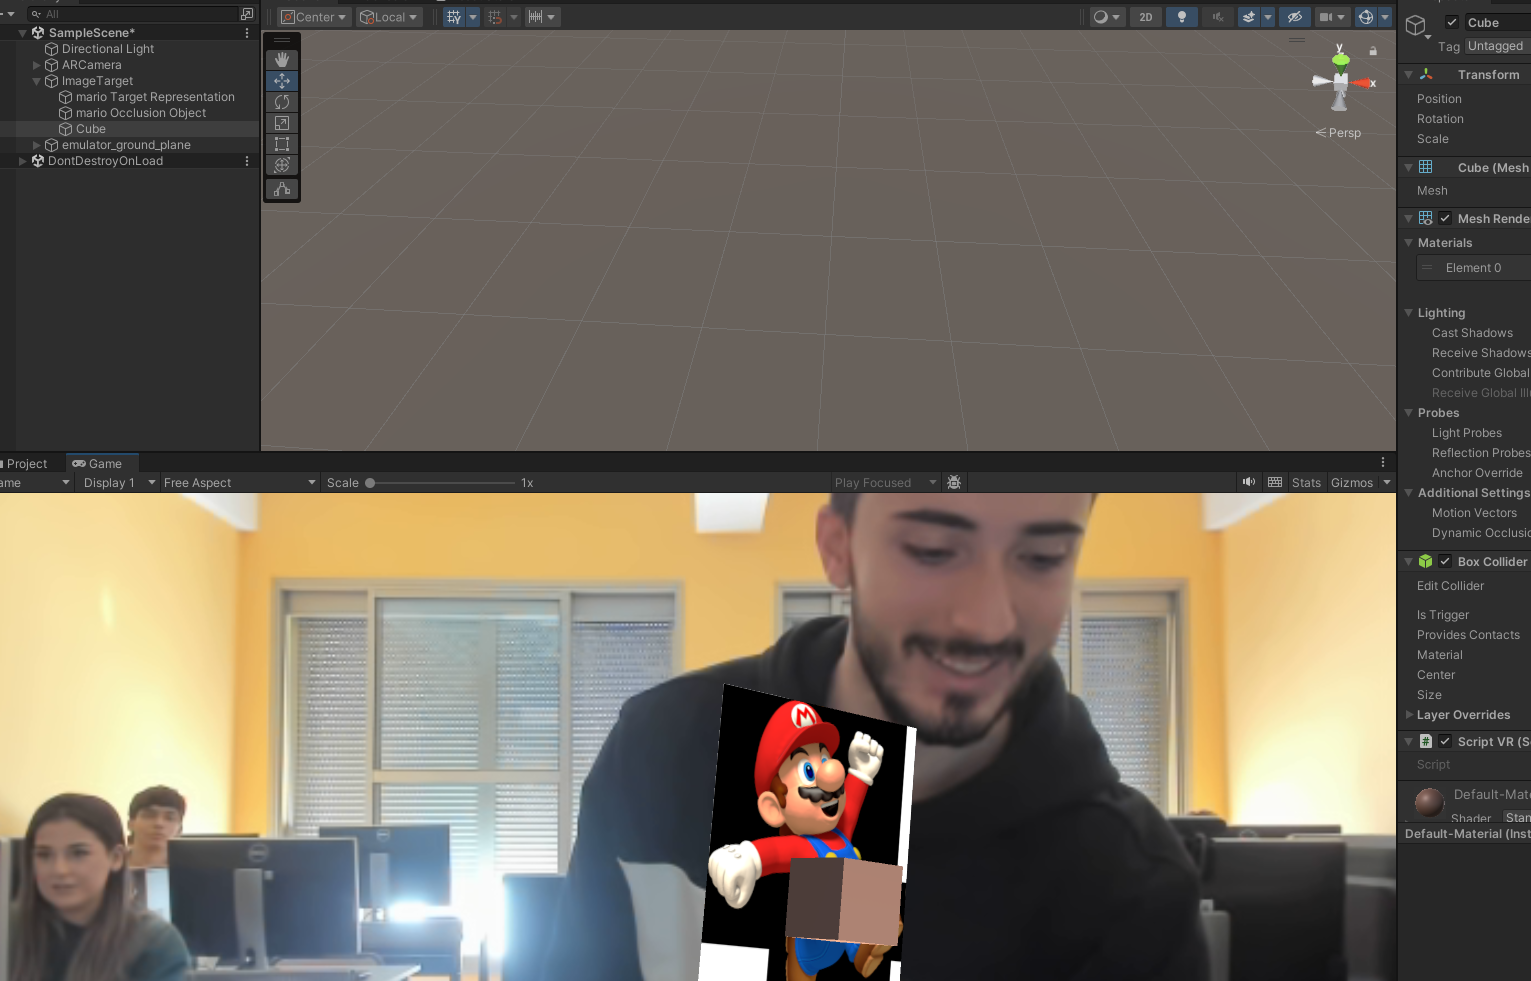 All
SampleScene*
Directional Light
ARCamera
ImageTarget
mario Target Representation
mario Occlusion Object
Cube
emulator_ground_plane
DontDestroyOnLoad
Center
Local
2D
y
x
Persp
Project
Game
ame
Display 1
Free Aspect
Scale
1x
Play Focused
Stats
Gizmos
M
DELL
DELL
Cube
Tag Untagged
Transform
Position
Rotation
Scale
Cube (Mesh
Mesh
Mesh Rende
Materials
Element 0
Lighting
Cast Shadows
Receive Shadows
Contribute Global
Receive Global Ill
Probes
Light Probes
Reflection Probes
Anchor Override
Additional Settings
Motion Vectors
Dynamic Occlusio
Box Collider
Edit Collider
Is Trigger
Provides Contacts
Material
Center
Size
Layer Overrides
# Script VR (S
Script
Default-Mate
Shader Stan
Default-Material (Inst